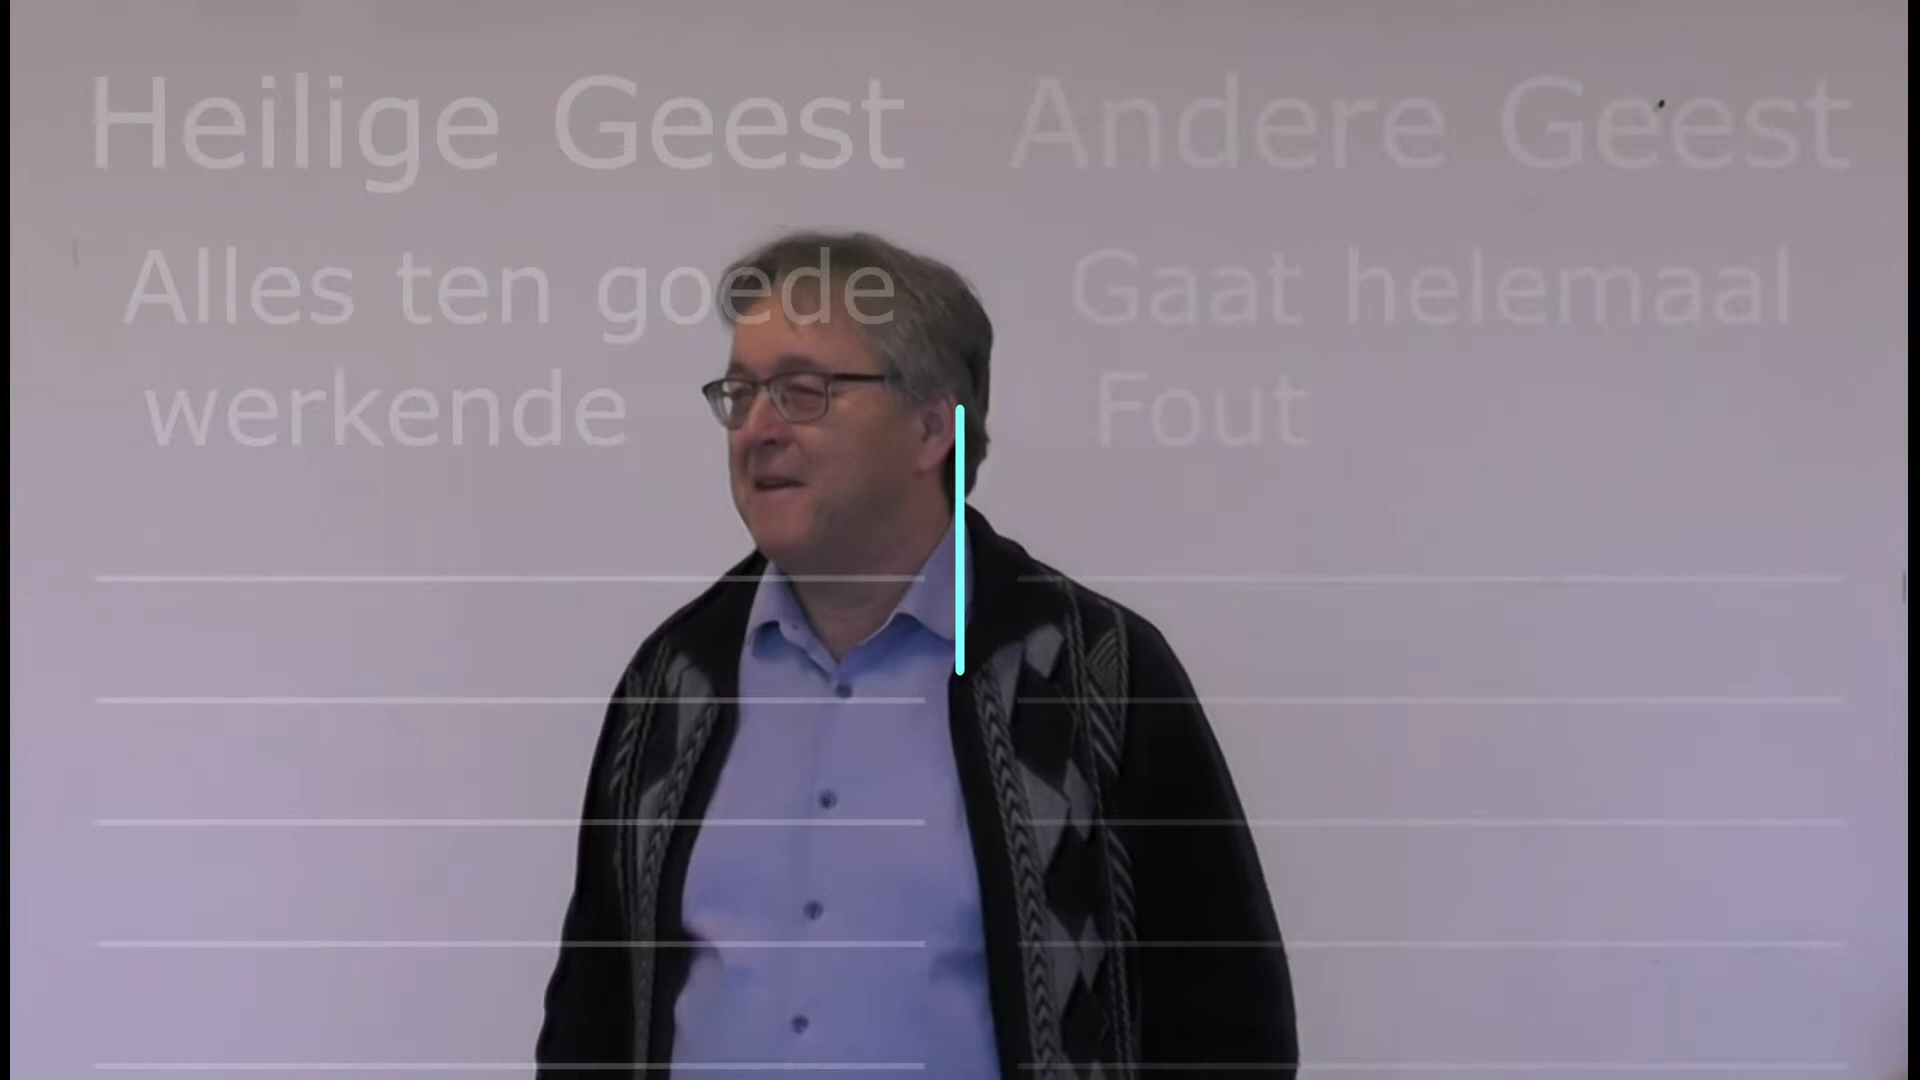 Heilige Geest
Alles ten goede
werkende
Andere Geest
Gaat helemaal
Fout